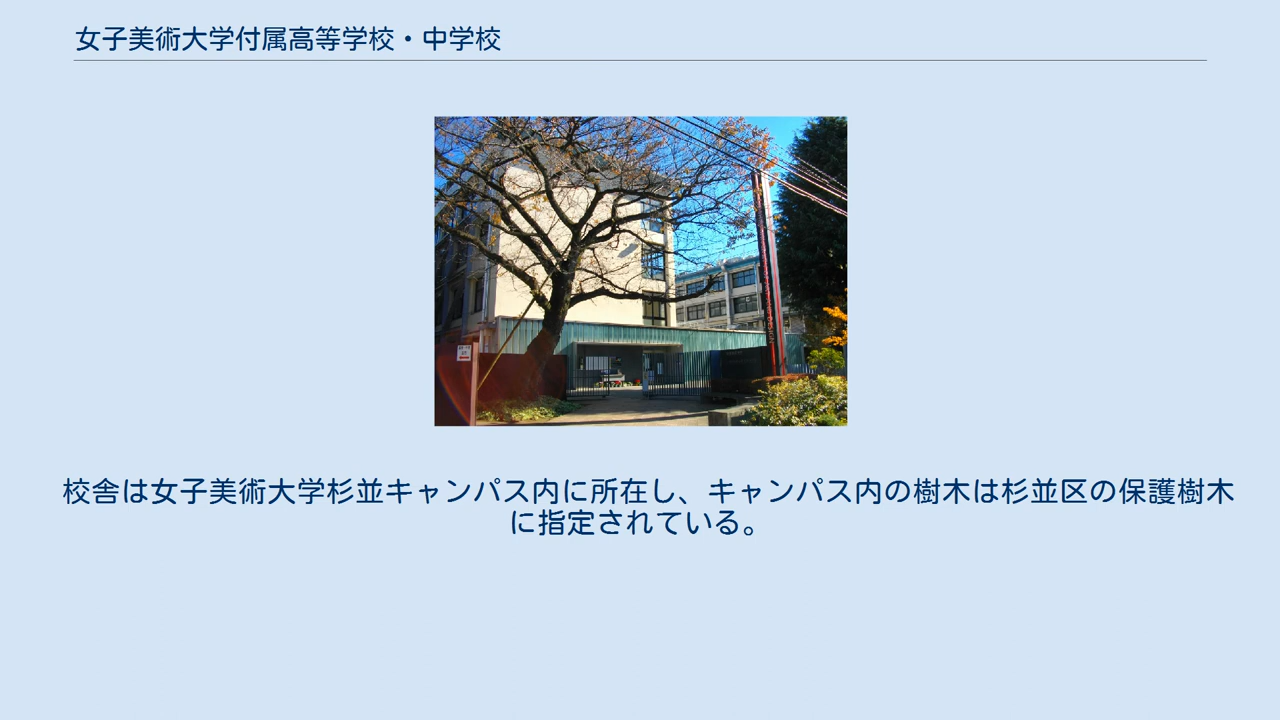 女子美術大学付属高等学校・中学校
校舎は女子美術大学杉並キャンパス内に所在し、キャンパス内の樹木は杉並区の保護樹木
に指定されている。